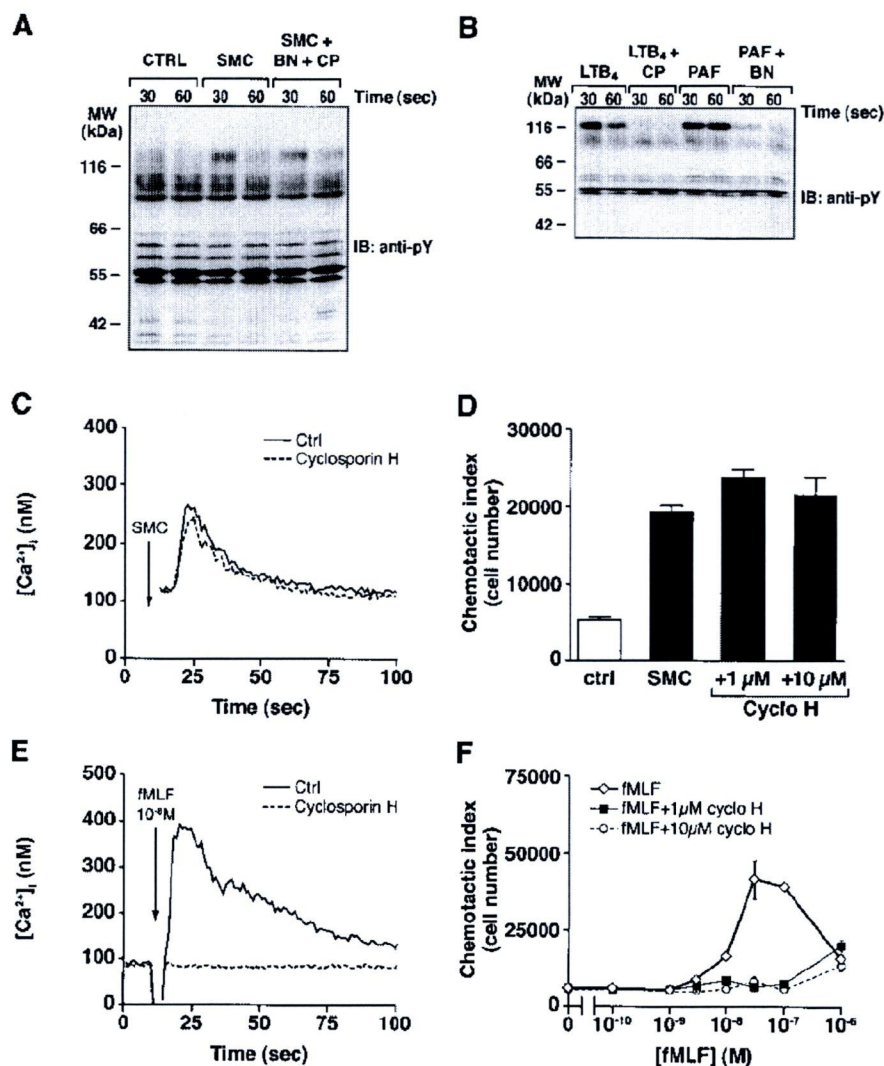 A
CTRL SMC SMC + BN + CP
30 60 30 60 30 60 Time (sec)
MW (kDa)
116
66
55
42
IB: anti-pY
B
LTB4 LTB4 + CP PAF PAF + BN
30 60 30 60 30 60 30 60 Time (sec)
MW (kDa)
116
66
55
42
IB: anti-pY
C
400
300
200
100
0
[Ca²⁺]i (nM)
Ctrl
Cyclosporin H
SMC
0 25 50 75 100
Time (sec)
D
30000
20000
10000
0
Chemotactic index
(cell number)
ctrl SMC +1 µM +10 µM
Cyclo H
E
500
400
300
200
100
0
[Ca²⁺]i (nM)
fMLF
Ctrl
Cyclosporin H
0 25 50 75 100
Time (sec)
F
75000
50000
25000
0
Chemotactic index
(cell number)
fMLF
fMLF+1µM cyclo H
fMLF+10µM cyclo H
0 10⁻¹⁰ 10⁻⁹ 10⁻⁸ 10⁻⁷ 10⁻⁶
[fMLF] (M)